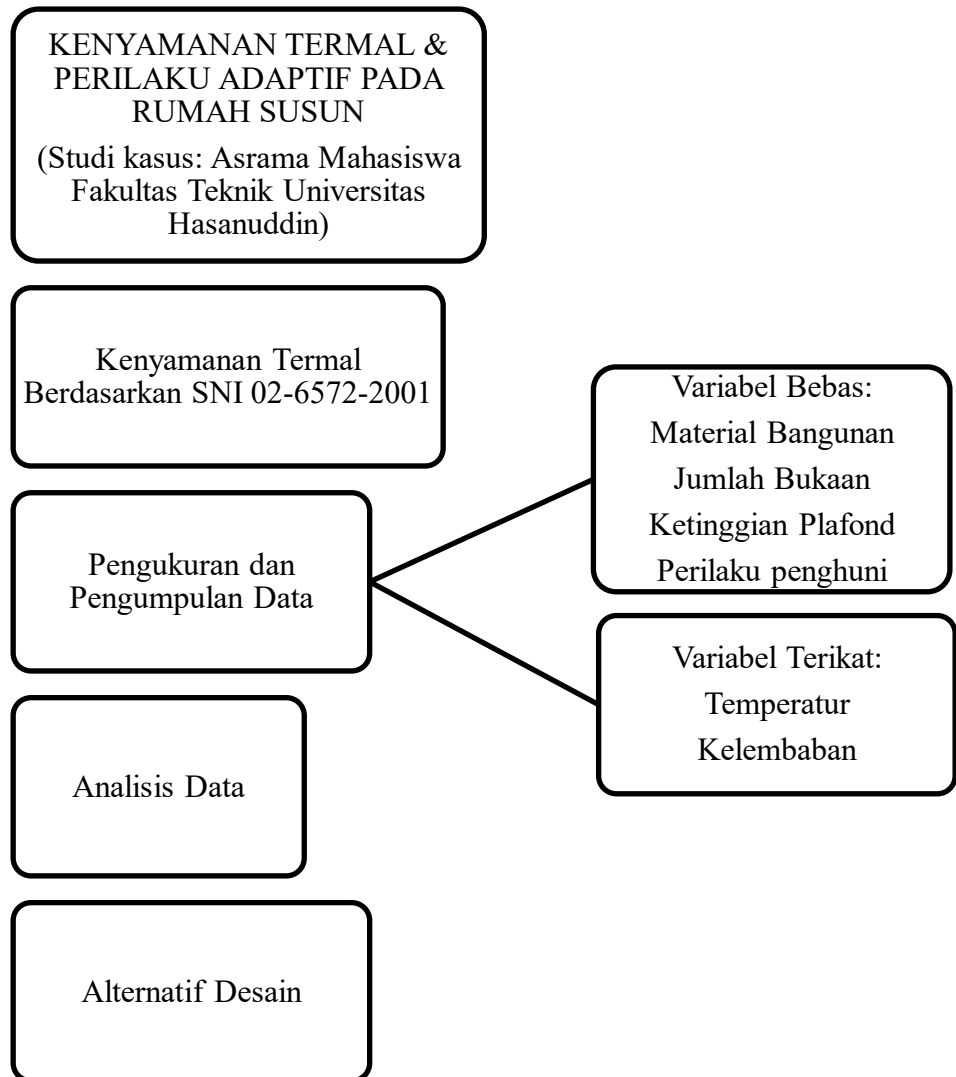 KENYAMANAN TERMAL &
PERILAKU ADAPTIF PADA
RUMAH SUSUN
(Studi kasus: Asrama Mahasiswa
Fakultas Teknik Universitas
Hasanuddin)
Kenyamanan Termal
Berdasarkan SNI 02-6572-2001
Pengukuran dan
Pengumpulan Data
Variabel Bebas:
Material Bangunan
Jumlah Bukaan
Ketinggian Plafond
Perilaku penghuni
Variabel Terikat:
Temperatur
Kelembaban
Analisis Data
Alternatif Desain